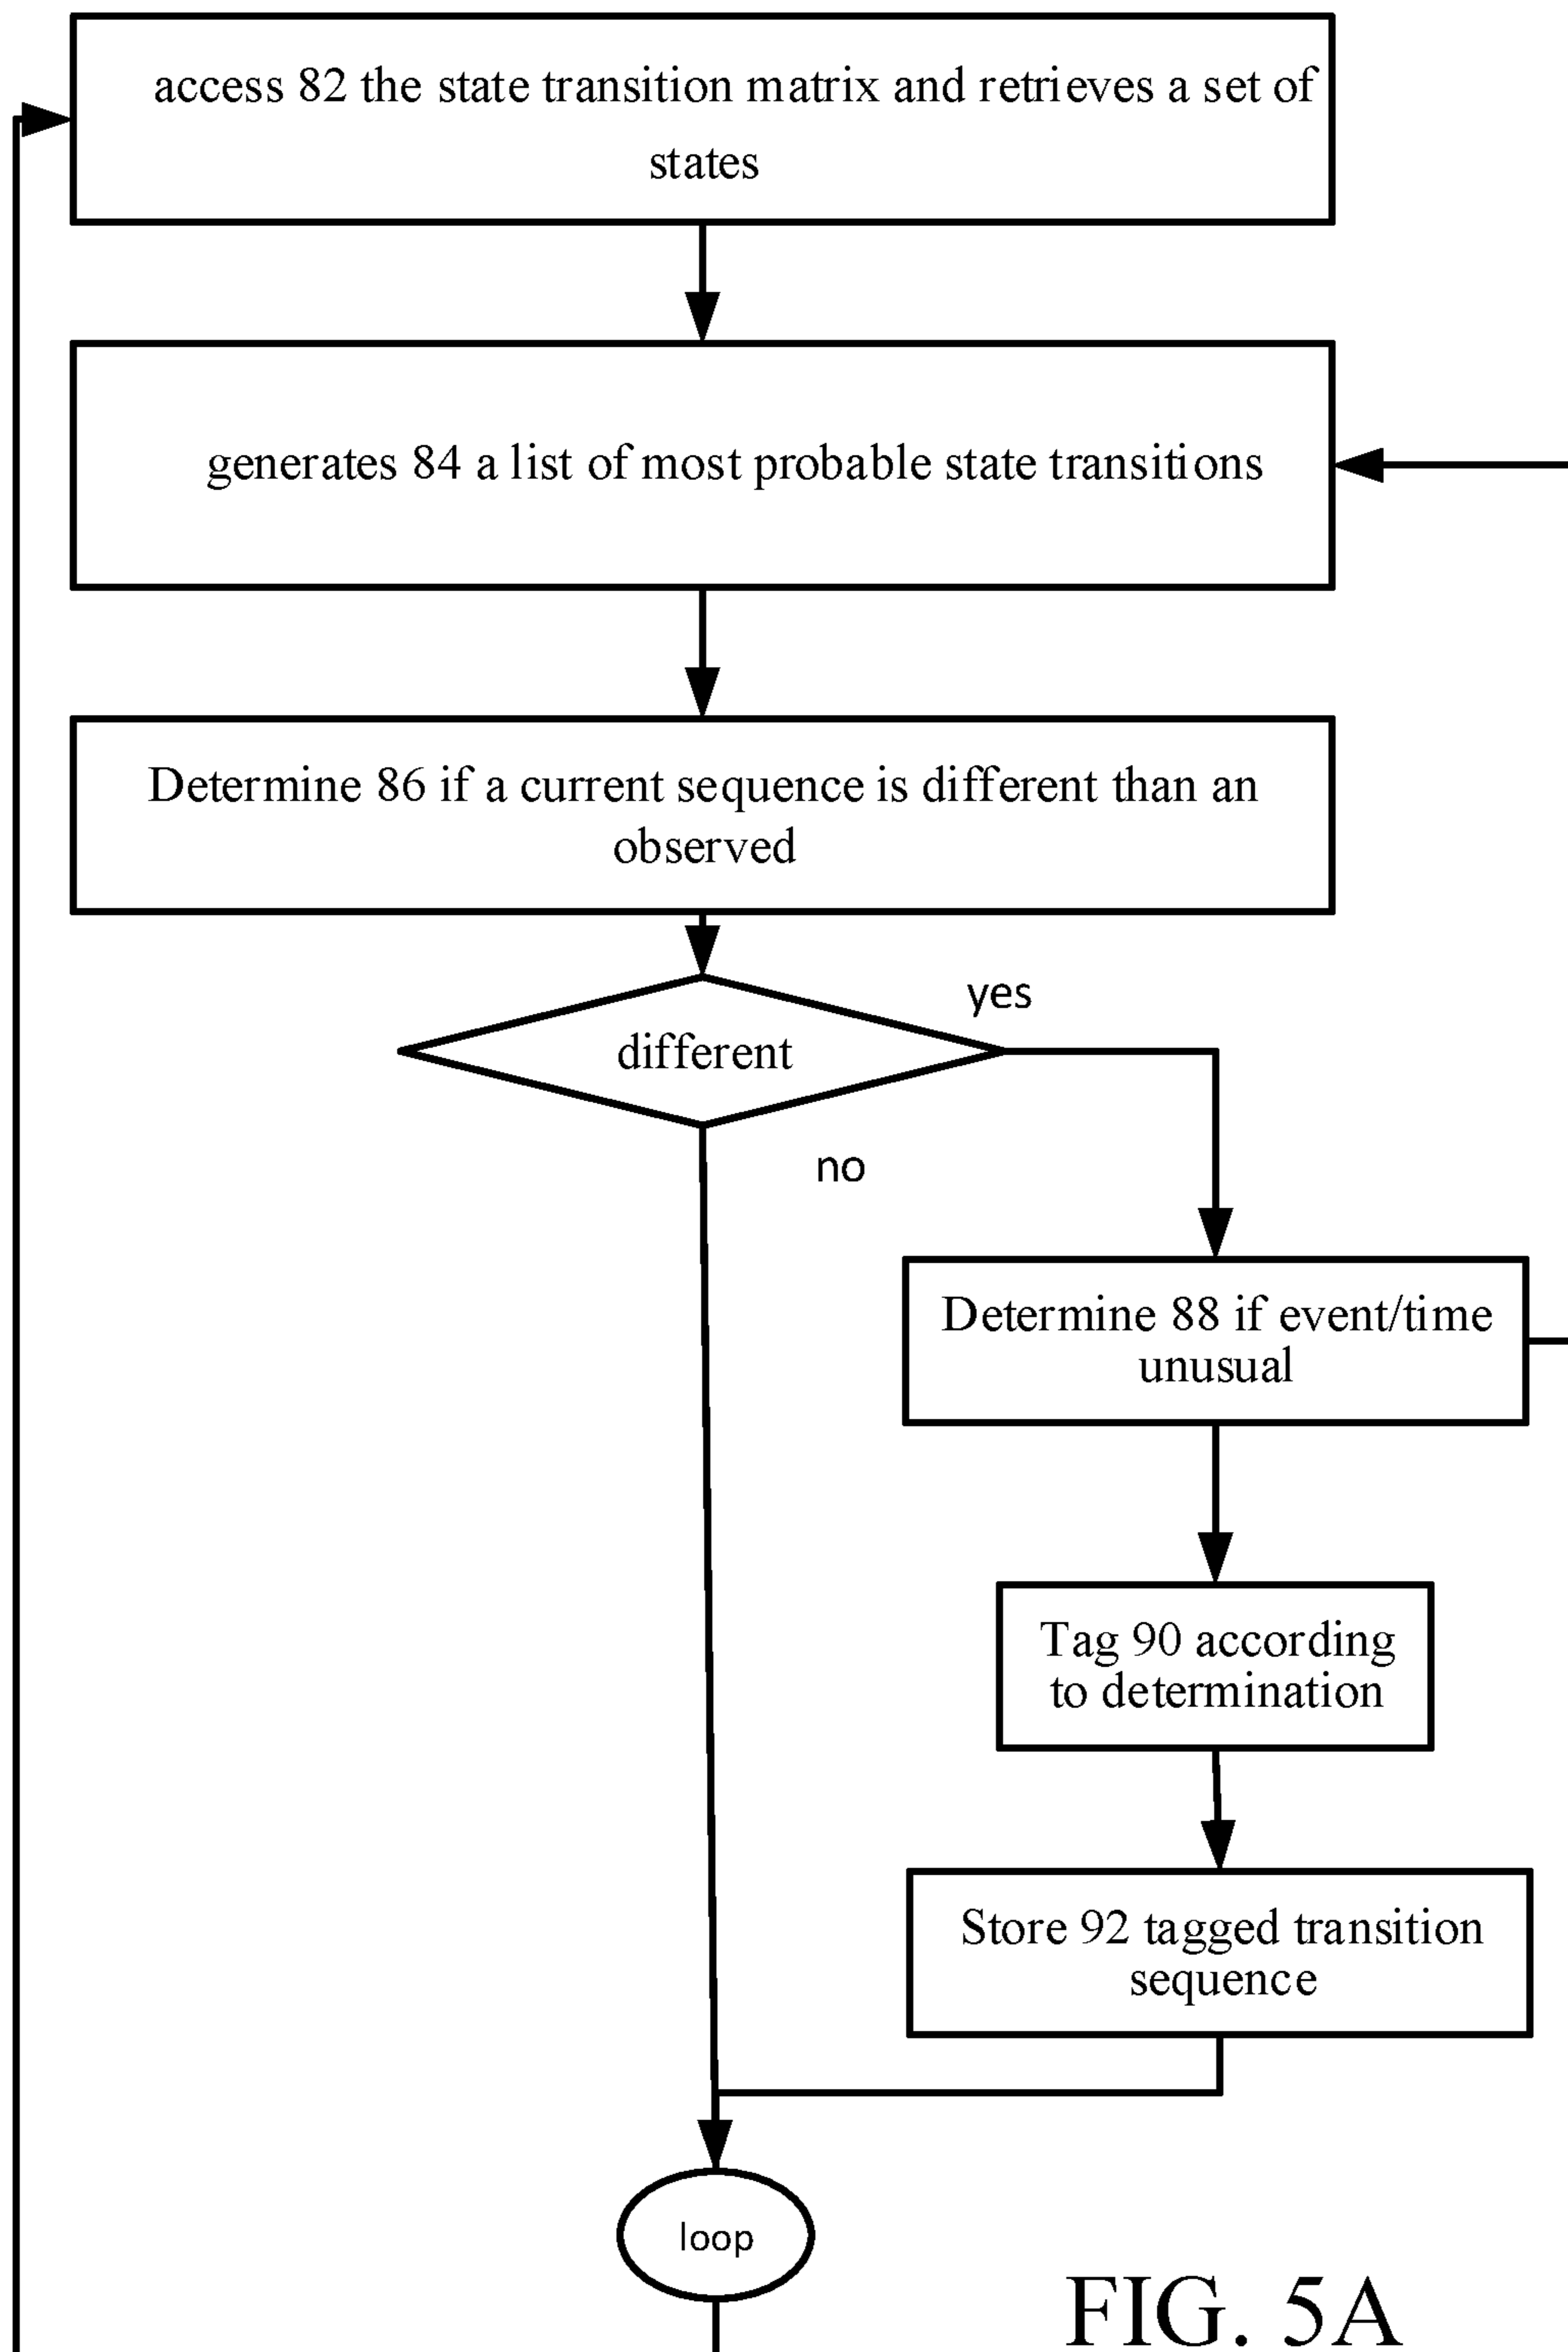 access 82 the state transition matrix and retrieves a set of
states
generates 84 a list of most probable state transitions
Determine 86 if a current sequence is different than an
observed
different
yes
no
Determine 88 if event/time
unusual
Tag 90 according
to determination
Store 92 tagged transition
sequence
loop
FIG. 5A